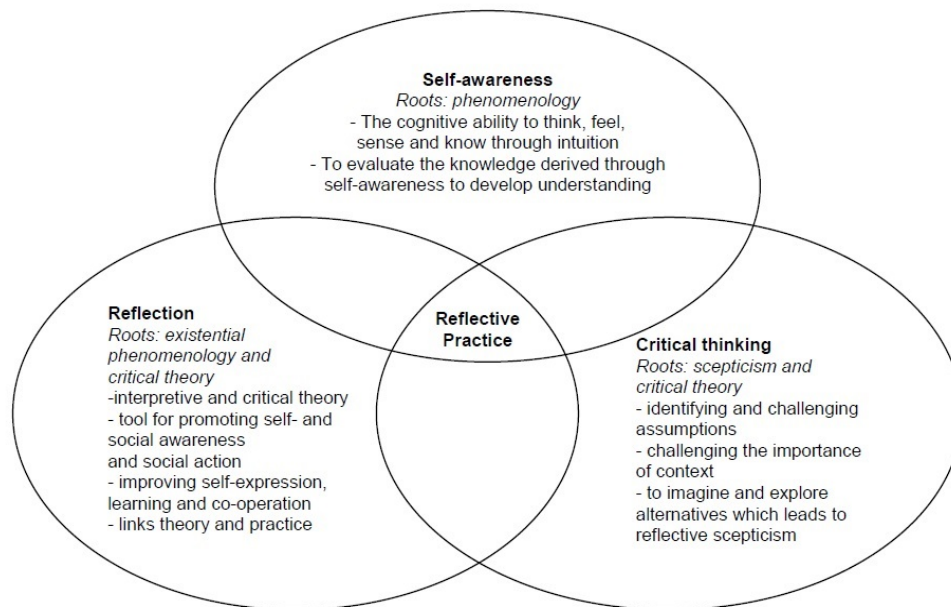 Self-awareness
Roots: phenomenology
- The cognitive ability to think, feel,
sense and know through intuition
- To evaluate the knowledge derived through
self-awareness to develop understanding
Reflective
Practice
Reflection
Roots: existential
phenomenology and
critical theory
-interpretive and critical theory
- tool for promoting self- and
social awareness
and social action
- improving self-expression,
learning and co-operation
- links theory and practice
Critical thinking
Roots: scepticism and
critical theory
- identifying and challenging
assumptions
- challenging the importance
of context
- to imagine and explore
alternatives which leads to
reflective scepticism